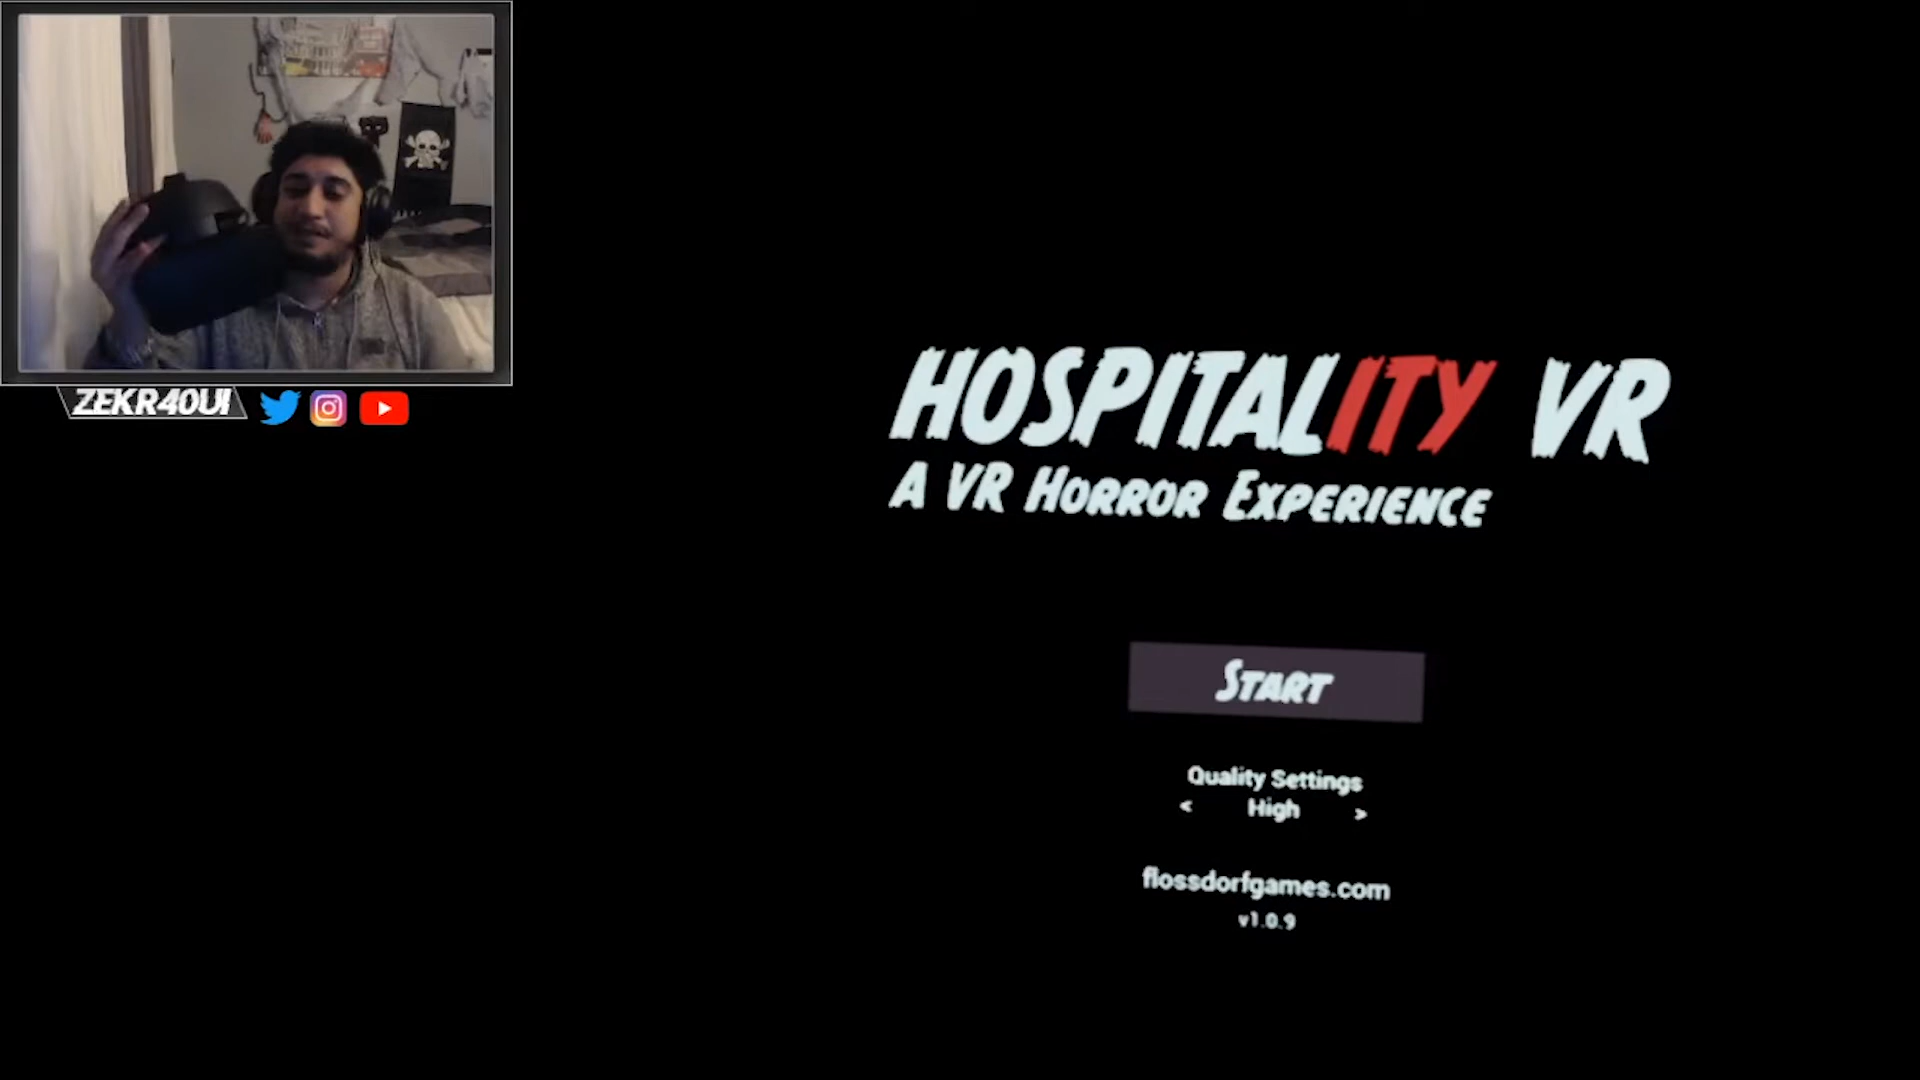 ZEKR40UI
HOSPITALITY VR
A VR HORROR EXPERIENCE
START
Quality Settings
< High >
flossdorfgames.com
v1.0.9